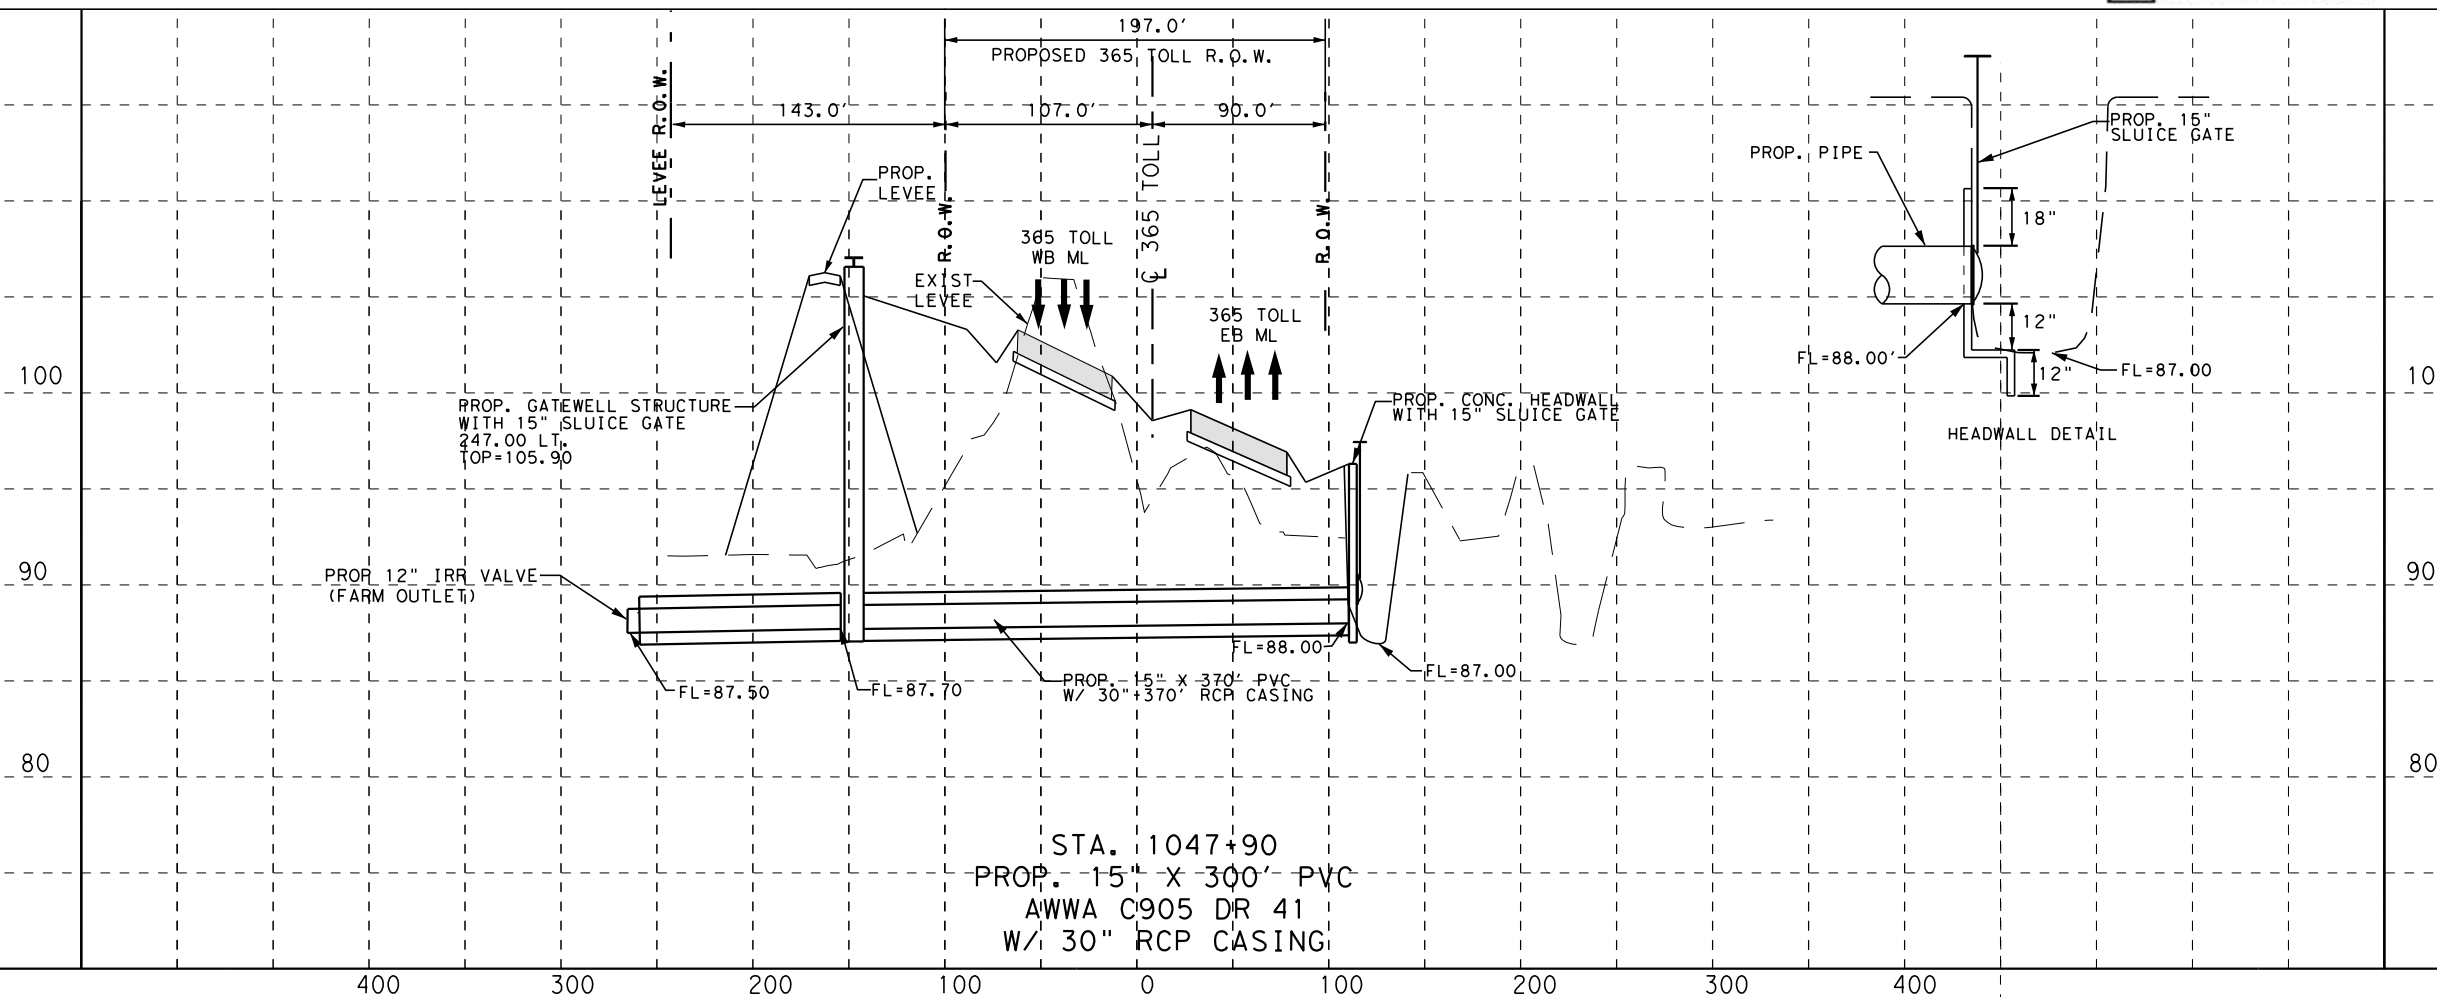 197.0'
PROPOSED 365 TOLL R.O.W.
LEVEE R.O.W.
143.0'
107.0'
90.0'
R.O.W.
℄ 365 TOLL
R.O.W.
PROP.
LEVEE
365 TOLL
WB ML
EXIST
LEVEE
365 TOLL
EB ML
PROP. GATEWELL STRUCTURE
WITH 15" SLUICE GATE
247.00 LT.
TOP=105.90
PROP. CONC. HEADWALL
WITH 15" SLUICE GATE
PROP 12" IRR VALVE
(FARM OUTLET)
FL=87.50
FL=87.70
PROP. 15" X 370' PVC
W/ 30"+370' RCP CASING
FL=88.00
FL=87.00
PROP. 15"
SLUICE GATE
PROP. PIPE
18"
12"
FL=88.00'
12"
FL=87.00
HEADWALL DETAIL
100
90
80
10
90
80
STA. 1047+90
PROP. 15" X 300' PVC
AWWA C905 DR 41
W/ 30" RCP CASING
400 300 200 100 0 100 200 300 400